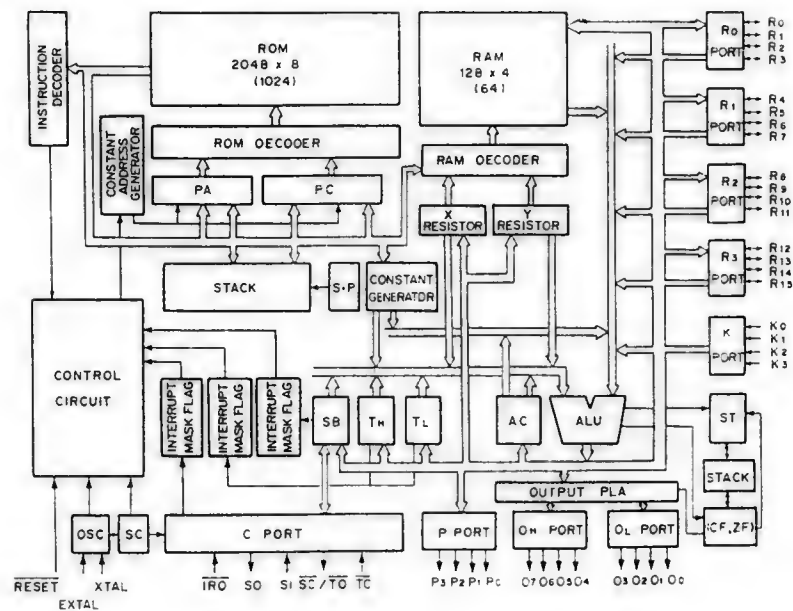 INSTRUCTION
DECODER
ROM
2048 x 8
(1024)
RAM
128 x 4
(64)
R0
PORT
R0
R1
R2
R3
CONSTANT
ADDRESS
GENERATOR
ROM DECODER
RAM DECODER
R1
PORT
R4
R5
R6
R7
PA
PC
X
RESISTOR
Y
RESISTOR
R2
PORT
R8
R9
R10
R11
STACK
S·P
CONSTANT
GENERATOR
R3
PORT
R12
R13
R14
R15
K
PORT
K0
K1
K2
K3
CONTROL
CIRCUIT
INTERRUPT
MASK FLAG
INTERRUPT
MASK FLAG
INTERRUPT
MASK FLAG
SB
TH
TL
AC
ALU
ST
STACK
(CF,ZF)
OUTPUT PLA
OSC
SC
C PORT
P PORT
OH PORT
OL PORT
RESET
XTAL
EXTAL
IRQ
SO
SI
SC/TO
TC
P3 P2 P1 P0
O7 O6 O5 O4
O3 O2 O1 O0